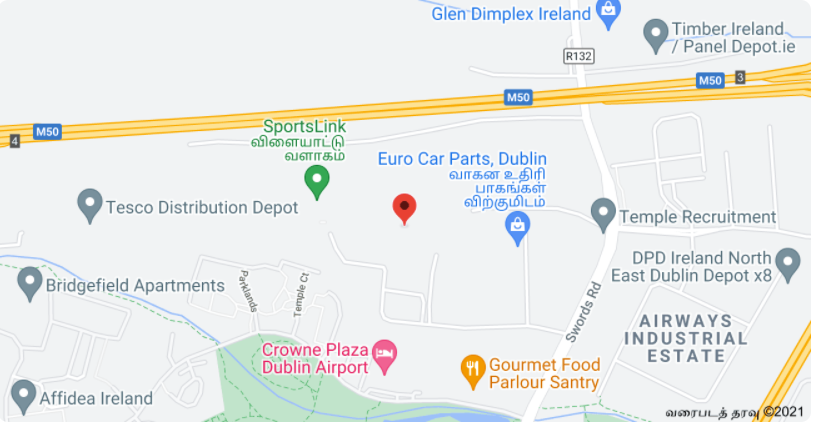 Glen Dimplex Ireland
Timber Ireland
/ Panel Depot.ie
R132
M50
3
M50
M50
4
SportsLink
விளையாட்டு
வளாகம்
Euro Car Parts, Dublin
வாகன உதிரி
பாகங்கள்
விற்குமிடம்
Tesco Distribution Depot
Temple Recruitment
DPD Ireland North
East Dublin Depot x8
Bridgefield Apartments
Parklands
Temple Ct
Swords Rd
AIRWAYS
INDUSTRIAL
ESTATE
Crowne Plaza
Dublin Airport
Gourmet Food
Parlour Santry
Affidea Ireland
வரைபடத் தரவு ©2021